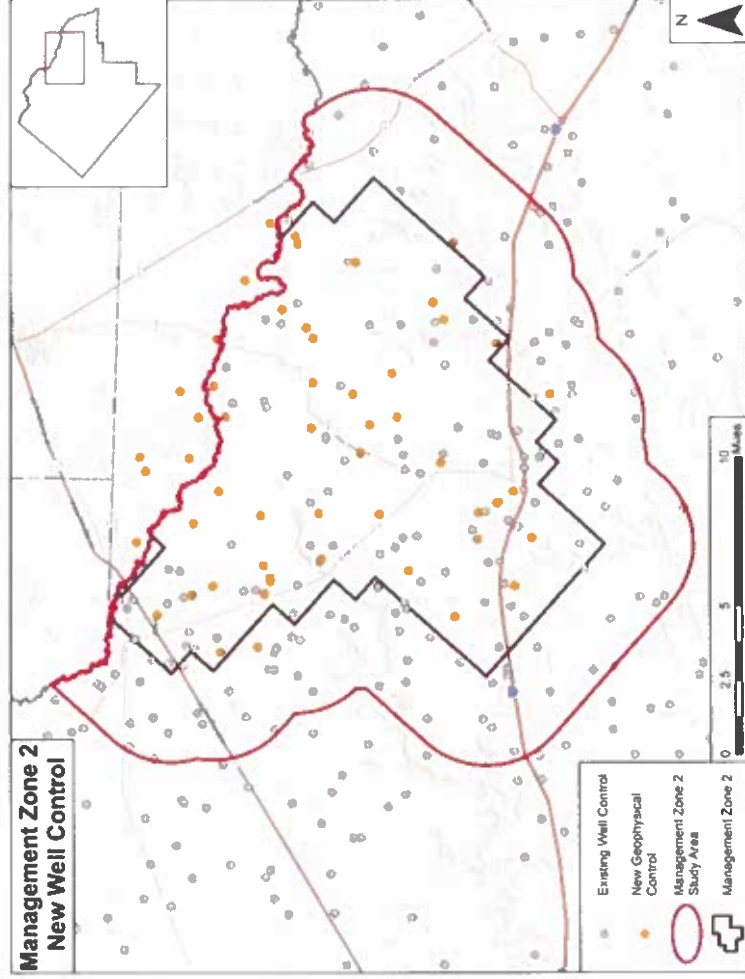 Management Zone 2
New Well Control
N
Existing Well Control
New Geophysical
Control
Management Zone 2
Study Area
Management Zone 2
0
2.5
5
10
Miles